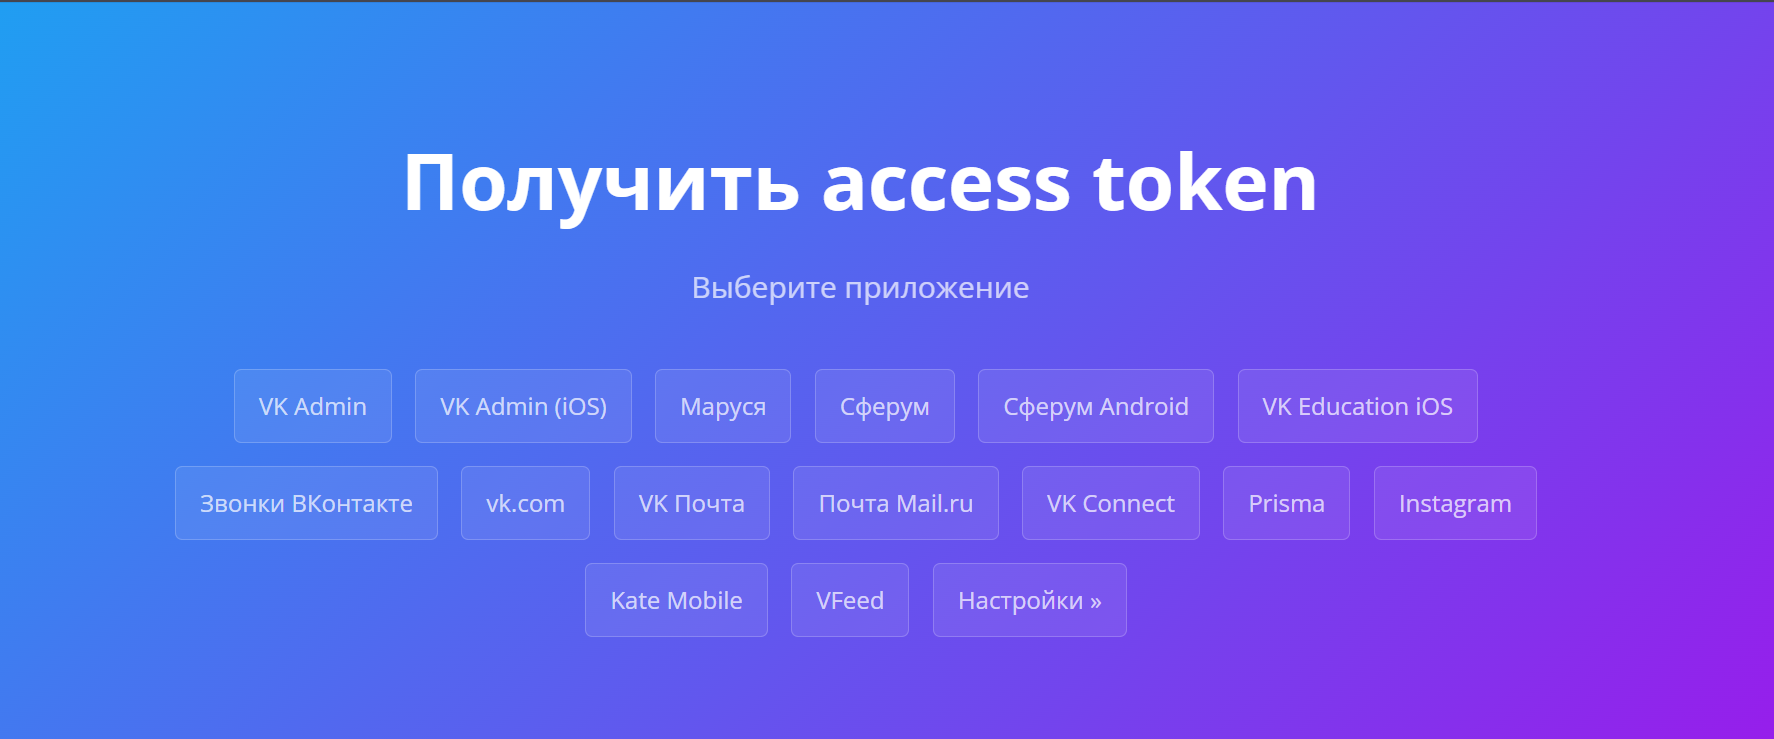 Получить access token
Выберите приложение
VK Admin VK Admin (iOS) Маруся Сферум Сферум Android VK Education iOS
Звонки ВКонтакте vk.com VK Почта Почта Mail.ru VK Connect Prisma Instagram
Kate Mobile VFeed Настройки »